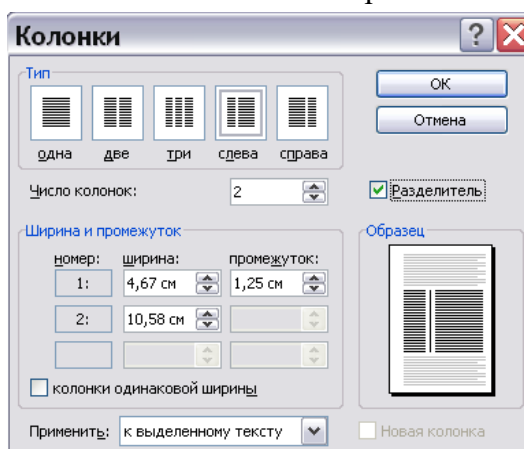 Колонки
Тип
ОК
Отмена
одна две три слева справа
Число колонок: 2
Разделитель
Ширина и промежуток
Образец
номер: ширина: промежуток:
1: 4,67 см 1,25 см
2: 10,58 см
колонки одинаковой ширины
Применить: к выделенному тексту
Новая колонка